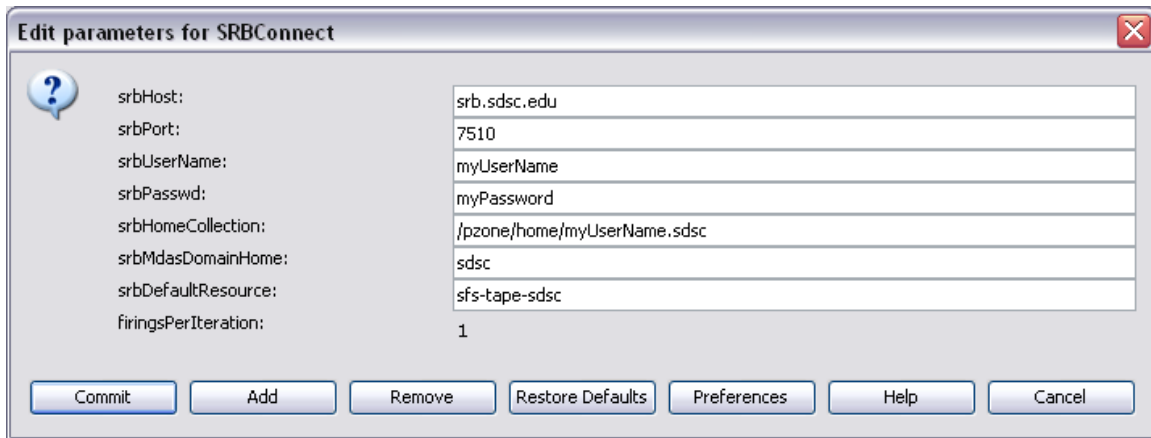 Edit parameters for SRBConnect
?
srbHost: srb.sdsc.edu
srbPort: 7510
srbUserName: myUserName
srbPasswd: myPassword
srbHomeCollection: /pzone/home/myUserName.sdsc
srbMdasDomainHome: sdsc
srbDefaultResource: sfs-tape-sdsc
firingsPerIteration: 1
Commit Add Remove Restore Defaults Preferences Help Cancel